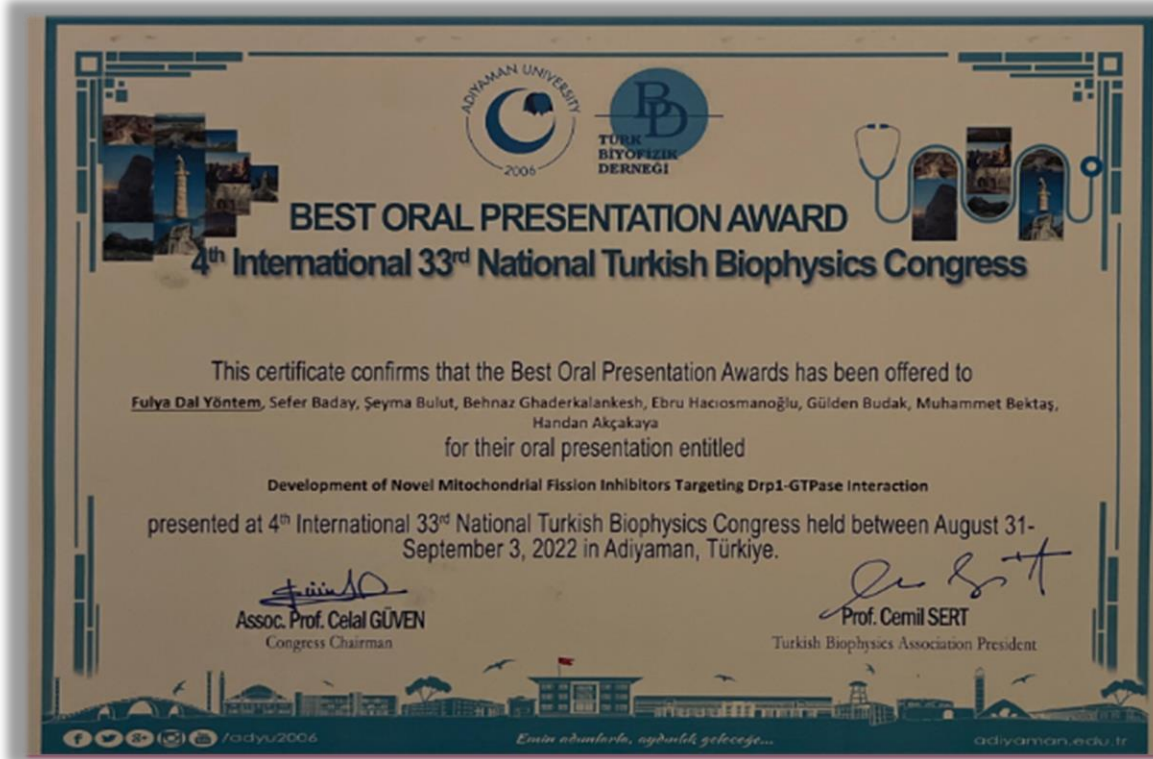 ADIYAMAN UNIVERSITY
2006
BD
TÜRK
BİYOFİZİK
DERNEĞİ
BEST ORAL PRESENTATION AWARD
4th International 33rd National Turkish Biophysics Congress
This certificate confirms that the Best Oral Presentation Awards has been offered to
Fulya Dal Yöntem, Sefer Baday, Şeyma Bulut, Behnaz Ghaderkalankesh, Ebru Hacıosmanoğlu, Gülden Budak, Muhammet Bektaş,
Handan Akçakaya
for their oral presentation entitled
Development of Novel Mitochondrial Fission Inhibitors Targeting Drp1-GTPase Interaction
presented at 4th International 33rd National Turkish Biophysics Congress held between August 31-
September 3, 2022 in Adiyaman, Türkiye.
Assoc. Prof. Celal GÜVEN
Congress Chairman
Prof. Cemil SERT
Turkish Biophysics Association President
/adyu2006
Emin adımlarla, aydınlık geleceğe...
adiyaman.edu.tr